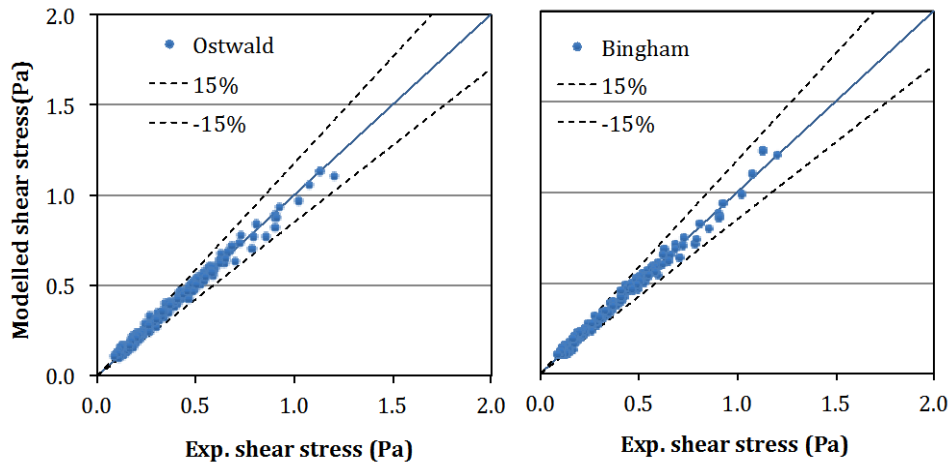 2.0
1.5
1.0
0.5
0.0
Modelled shear stress(Pa)
Ostwald
15%
-15%
0.0 0.5 1.0 1.5 2.0
Exp. shear stress (Pa)
Bingham
15%
-15%
0.0 0.5 1.0 1.5 2.0
Exp. shear stress (Pa)